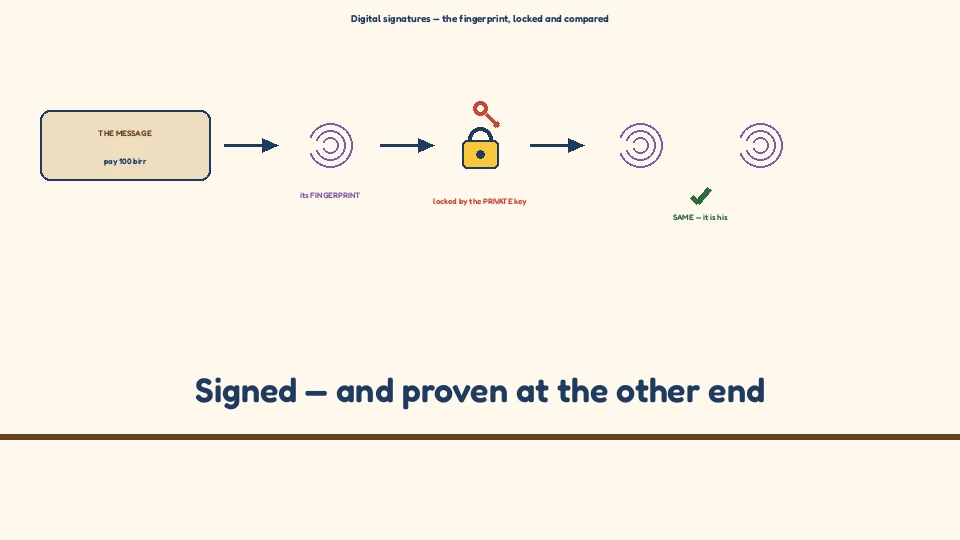 Digital signatures — the fingerprint, locked and compared
THE MESSAGE
pay 100 birr
its FINGERPRINT
locked by the PRIVATE key
SAME — it is his
Signed — and proven at the other end